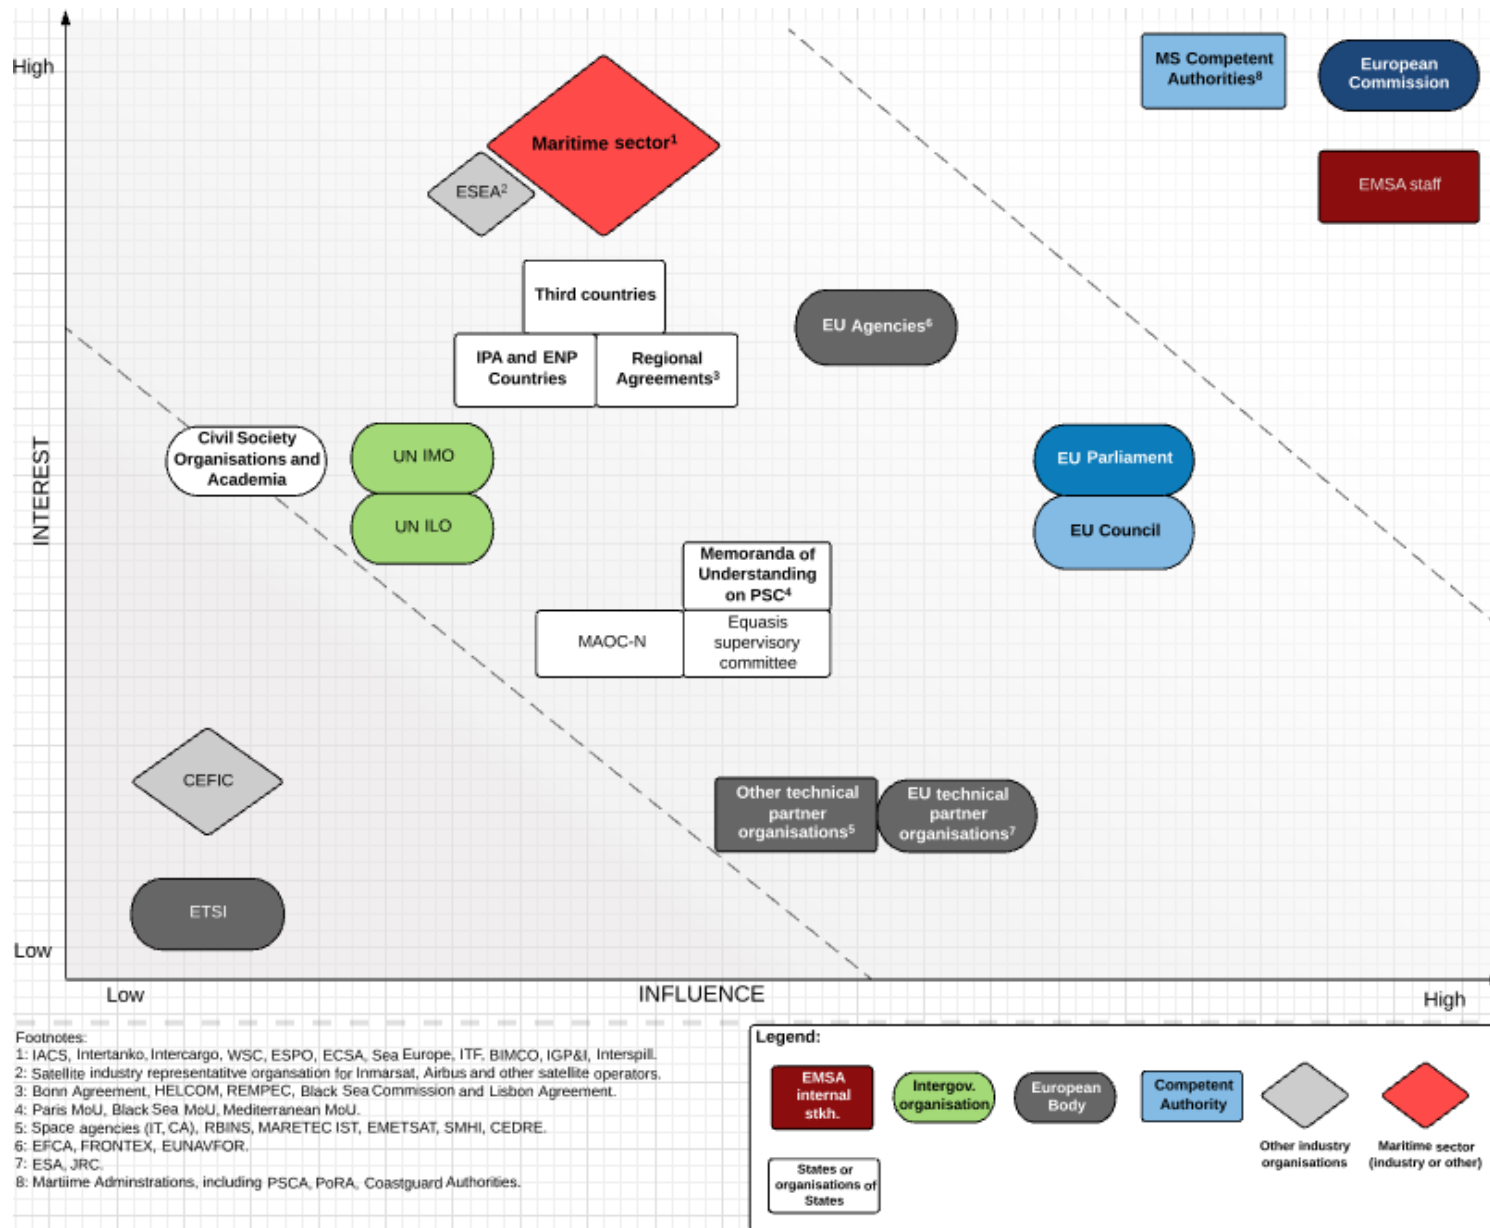 High
MS Competent
Authorities⁸
European
Commission
Maritime sector¹
ESEA²
EMSA staff
Third countries
EU Agencies⁶
IPA and ENP
Countries
Regional
Agreements³
INTEREST
Civil Society
Organisations and
Academia
UN IMO
UN ILO
EU Parliament
EU Council
Memoranda of
Understanding
on PSC⁴
MAOC-N
Equasis
supervisory
committee
CEFIC
Other technical
partner
organisations⁵
EU technical
partner
organisations⁷
ETSI
Low
Low
INFLUENCE
High
Footnotes:
1: IACS, Intertanko, Intercargo, WSC, ESPO, ECSA, Sea Europe, ITF, BIMCO, IGP&I, Interspill.
2: Satellite industry representatitve organsation for Inmarsat, Airbus and other satellite operators.
3: Bonn Agreement, HELCOM, REMPEC, Black Sea Commission and Lisbon Agreement.
4: Paris MoU, Black Sea MoU, Mediterranean MoU.
5: Space agencies (IT, CA), RBINS, MARETEC IST, EMETSAT, SMHI, CEDRE.
6: EFCA, FRONTEX, EUNAVFOR.
7: ESA, JRC.
8: Martiime Adminstrations, including PSCA, PoRA, Coastguard Authorities.
Legend:
EMSA
internal
stkh.
Intergov.
organisation
European
Body
Competent
Authority
Other industry
organisations
Maritime sector
(industry or other)
States or
organisations of
States